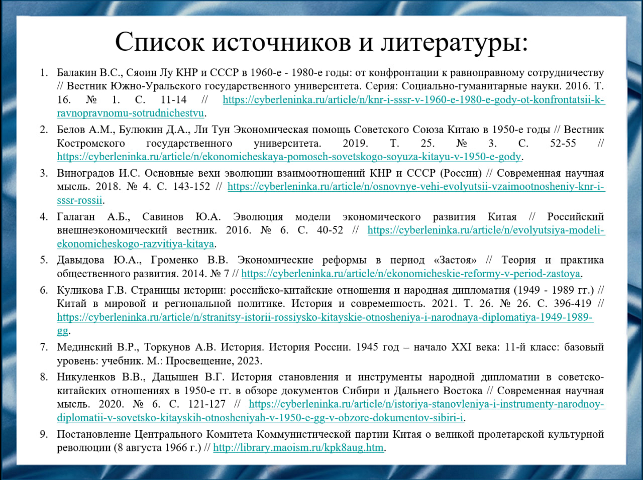 Список источников и литературы:
1. Балакин В.С., Сяоин Лу КНР и СССР в 1960-е - 1980-е годы: от конфронтации к равноправному сотрудничеству
// Вестник Южно-Уральского государственного университета. Серия: Социально-гуманитарные науки. 2016. Т.
16. № 1. С. 11-14 // https://cyberleninka.ru/article/n/knr-i-sssr-v-1960-e-1980-e-gody-ot-konfrontatsii-k-
ravnopravnomu-sotrudnichestvu.
2. Белов А.М., Булюкин Д.А., Ли Тун Экономическая помощь Советского Союза Китаю в 1950-е годы // Вестник
Костромского государственного университета. 2019. Т. 25. № 3. С. 52-55 //
https://cyberleninka.ru/article/n/ekonomicheskaya-pomosch-sovetskogo-soyuza-kitayu-v-1950-e-gody.
3. Виноградов И.С. Основные вехи эволюции взаимоотношений КНР и СССР (России) // Современная научная
мысль. 2018. № 4. С. 143-152 // https://cyberleninka.ru/article/n/osnovnye-vehi-evolyutsii-vzaimootnosheniy-knr-i-
sssr-rossii.
4. Галаган А.Б., Савинов Ю.А. Эволюция модели экономического развития Китая // Российский
внешнеэкономический вестник. 2016. № 6. С. 40-52 // https://cyberleninka.ru/article/n/evolyutsiya-modeli-
ekonomicheskogo-razvitiya-kitaya.
5. Давыдова Ю.А., Громенко В.В. Экономические реформы в период «Застоя» // Теория и практика
общественного развития. 2014. № 7 // https://cyberleninka.ru/article/n/ekonomicheskie-reformy-v-period-zastoya.
6. Куликова Г.В. Страницы истории: российско-китайские отношения и народная дипломатия (1949 - 1989 гг.) //
Китай в мировой и региональной политике. История и современность. 2021. Т. 26. № 26. С. 396-419 //
https://cyberleninka.ru/article/n/stranitsy-istorii-rossiysko-kitayskie-otnosheniya-i-narodnaya-diplomatiya-1949-1989-
gg.
7. Мединский В.Р., Торкунов А.В. История. История России. 1945 год – начало XXI века: 11-й класс: базовый
уровень: учебник. М.: Просвещение, 2023.
8. Никуленков В.В., Дацышен В.Г. История становления и инструменты народной дипломатии в советско-
китайских отношениях в 1950-е гг. в обзоре документов Сибири и Дальнего Востока // Современная научная
мысль. 2020. № 6. С. 121-127 // https://cyberleninka.ru/article/n/istoriya-stanovleniya-i-instrumenty-narodnoy-
diplomatii-v-sovetsko-kitayskih-otnosheniyah-v-1950-e-gg-v-obzore-dokumentov-sibiri-i.
9. Постановление Центрального Комитета Коммунистической партии Китая о великой пролетарской культурной
революции (8 августа 1966 г.) // http://library.maoism.ru/kpk8aug.htm.